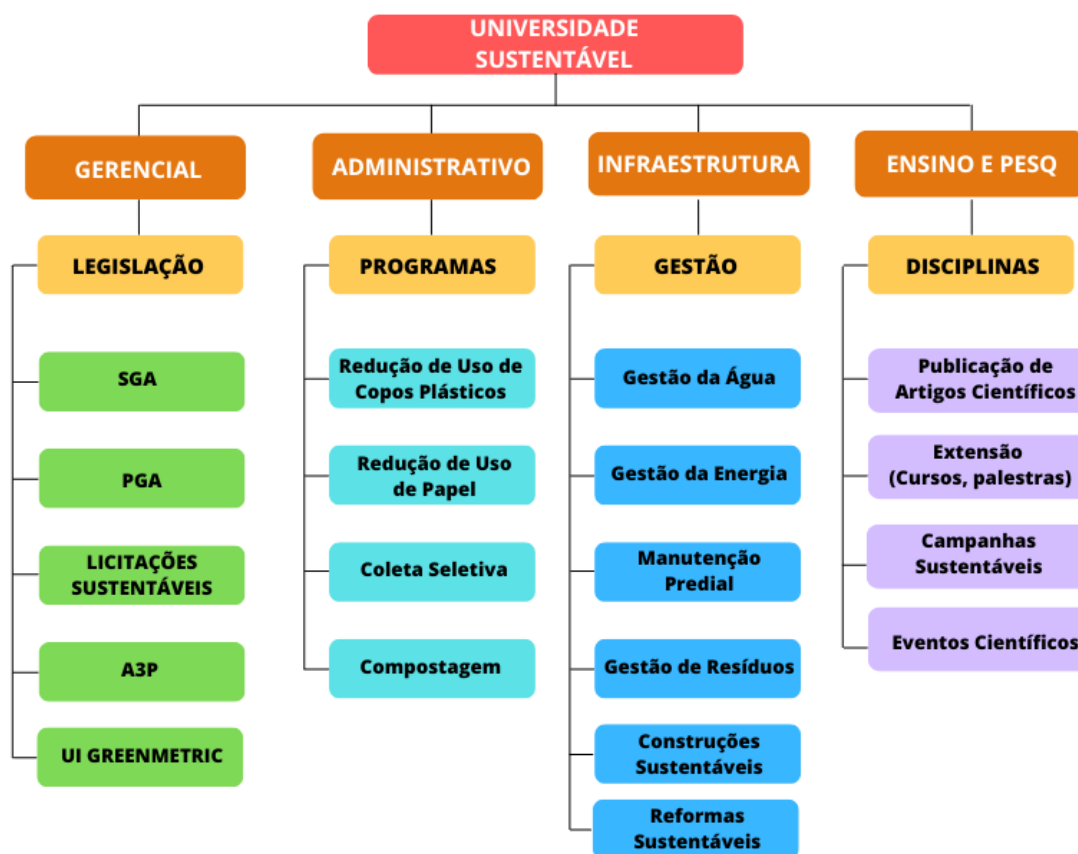 UNIVERSIDADE
SUSTENTÁVEL
GERENCIAL
ADMINISTRATIVO
INFRAESTRUTURA
ENSINO E PESQ
LEGISLAÇÃO
PROGRAMAS
GESTÃO
DISCIPLINAS
SGA
PGA
LICITAÇÕES
SUSTENTÁVEIS
A3P
UI GREENMETRIC
Redução de Uso de
Copos Plásticos
Redução de Uso
de Papel
Coleta Seletiva
Compostagem
Gestão da Água
Gestão da Energia
Manutenção
Predial
Gestão de Resíduos
Construções
Sustentáveis
Reformas
Sustentáveis
Publicação de
Artigos Científicos
Extensão
(Cursos, palestras)
Campanhas
Sustentáveis
Eventos Científicos